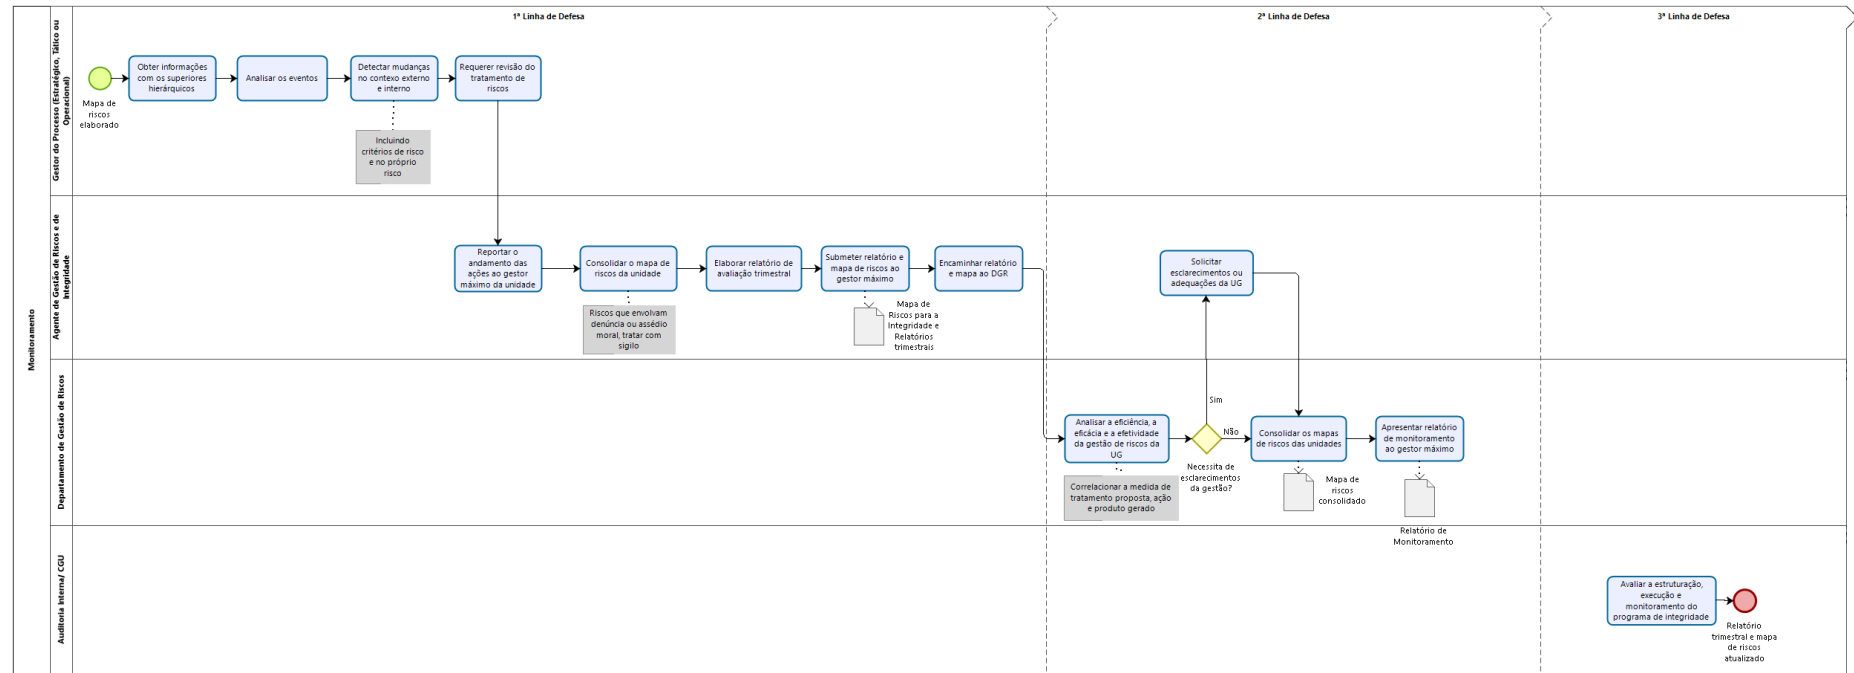 1ª Linha de Defesa
2ª Linha de Defesa
3ª Linha de Defesa
Monitoramento
Gestor do Processo (Estratégico, Tático ou
Operacional)
Mapa de
riscos
elaborado
Obter informações
com os superiores
hierárquicos
Analisar os eventos
Detectar mudanças
no contexo externo
e interno
Requerer revisão do
tratamento de
riscos
Incluindo
critérios de risco
e no próprio
risco
Agente de Gestão de Riscos e de
Integridade
Reportar o
andamento das
ações ao gestor
máximo da unidade
Consolidar o mapa de
riscos da unidade
Elaborar relatório de
avaliação trimestral
Submeter relatório e
mapa de riscos ao
gestor máximo
Encaminhar relatório
e mapa ao DGR
Solicitar
esclarecimentos ou
adequações da UG
Riscos que envolvam
denúncia ou assédio
moral, tratar com
sigilo
Mapa de
Riscos para a
Integridade e
Relatórios
trimestrais
Departamento de Gestão de Riscos
Analisar a eficiência, a
eficácia e a efetividade
da gestão de riscos da
UG
Sim
Não
Necessita de
esclarecimentos
da gestão?
Consolidar os mapas
de riscos das unidades
Apresentar relatório
de monitoramento
ao gestor máximo
Correlacionar a medida de
tratamento proposta, ação
e produto gerado
Mapa de
riscos
consolidado
Relatório de
Monitoramento
Auditoria Interna/ CGU
Avaliar a estruturação,
execução e
monitoramento do
programa de integridade
Relatório
trimestral e mapa
de riscos
atualizado